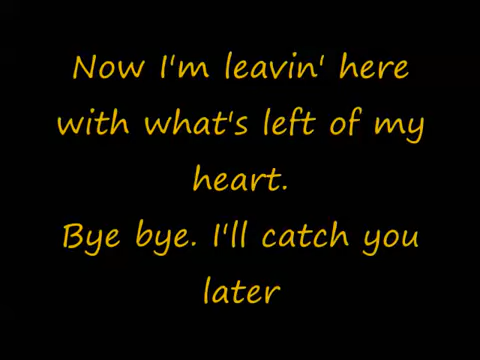 Now I'm leavin' here
with what's left of my
heart.
Bye bye. I'll catch you
later